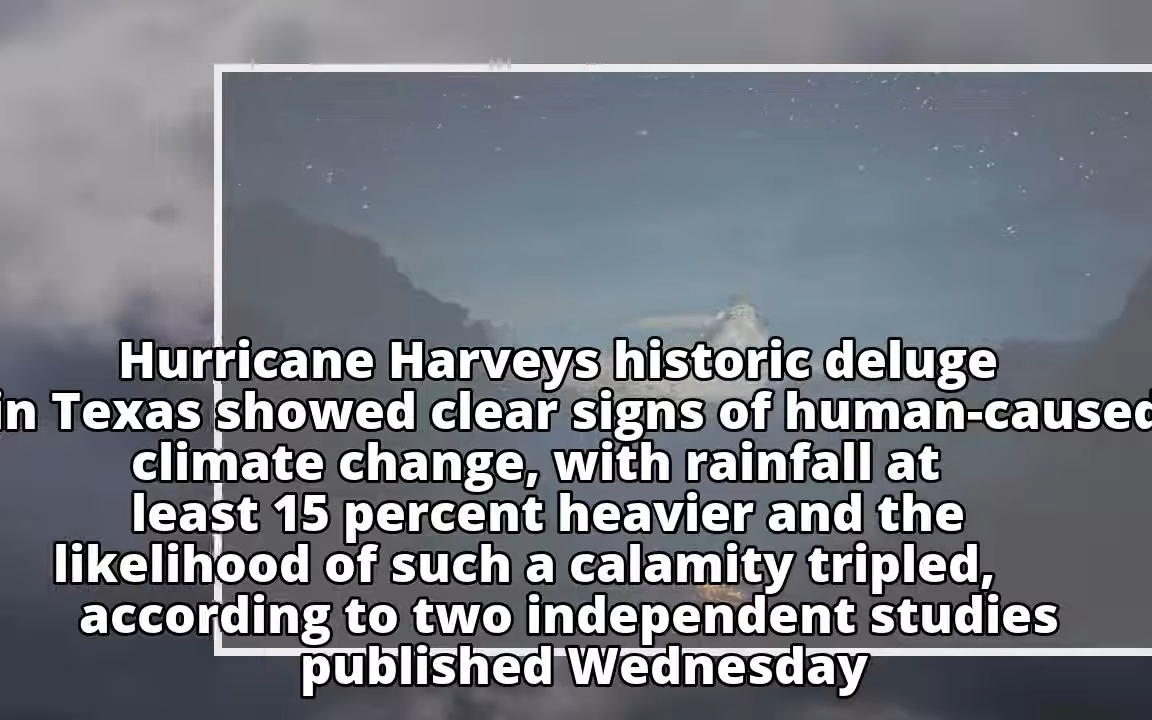 Hurricane Harveys historic deluge
in Texas showed clear signs of human-caused
climate change, with rainfall at
least 15 percent heavier and the
likelihood of such a calamity tripled,
according to two independent studies
published Wednesday